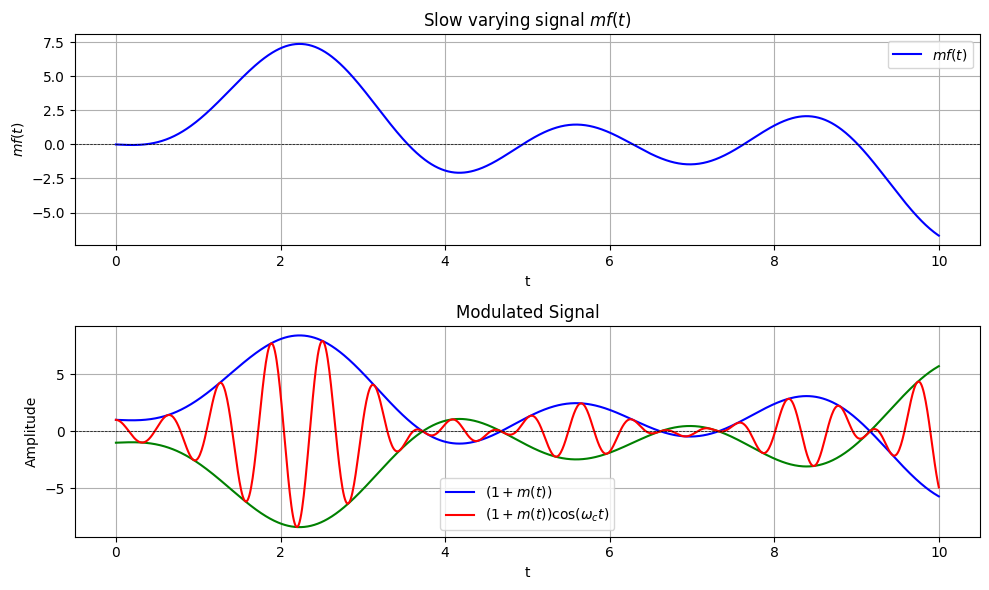 Slow varying signal mf(t)
mf(t)
7.5
5.0
2.5
0.0
−2.5
−5.0
mf(t)
0 2 4 6 8 10
t
Modulated Signal
Amplitude
5
0
−5
(1 + m(t))
(1 + m(t))cos(ω_c t)
0 2 4 6 8 10
t